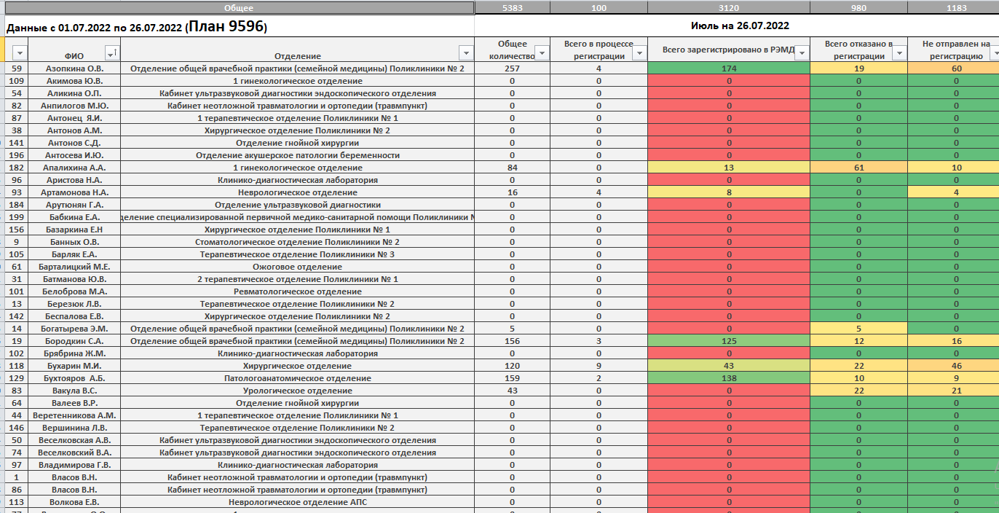 Общее 5383 100 3120 980 1183
Данные с 01.07.2022 по 26.07.2022 (План 9596) Июль на 26.07.2022
ФИО Отделение Общее количество Всего в процессе регистрации Всего зарегистрировано в РЭМД Всего отказано в регистрации Не отправлен на регистрацию
59 Азопкина О.В. Отделение общей врачебной практики (семейной медицины) Поликлиники № 2 257 4 174 19 60
109 Акимова Ю.В. 1 гинекологическое отделение 0 0 0 0 0
54 Аликина О.П. Кабинет ультразвуковой диагностики эндоскопического отделения 0 0 0 0 0
82 Анпилогов М.Ю. Кабинет неотложной травматологии и ортопедии (травмпункт) 0 0 0 0 0
87 Антонец Я.И. 1 терапевтическое отделение Поликлиники № 1 0 0 0 0 0
38 Антонов А.М. Хирургическое отделение Поликлиники № 2 0 0 0 0 0
141 Антонов С.Д. Отделение гнойной хирургии 0 0 0 0 0
196 Антосева И.Ю. Отделение акушерское патологии беременности 0 0 0 0 0
182 Апалихина А.А. 1 гинекологическое отделение 84 0 13 61 10
96 Аристова Н.А. Клинико-диагностическая лаборатория 0 0 0 0 0
93 Артамонова Н.А. Неврологическое отделение 16 4 8 0 4
184 Арутюнян Г.А. Отделение ультразвуковой диагностики 0 0 0 0 0
199 Бабкина Е.А. деление специализированной первичной медико-санитарной помощи Поликлиники 0 0 0 0 0
156 Базаркина Е.Н Хирургическое отделение Поликлиники № 1 0 0 0 0 0
9 Банных О.В. Стоматологическое отделение Поликлиники № 2 0 0 0 0 0
105 Барляк Е.А. Терапевтическое отделение Поликлиники № 3 0 0 0 0 0
61 Барталицкий М.Е. Ожоговое отделение 0 0 0 0 0
31 Батманова Ю.В. 2 терапевтическое отделение Поликлиники № 1 0 0 0 0 0
101 Белоброва М.А. Ревматологическое отделение 0 0 0 0 0
13 Березюк Л.В. Терапевтическое отделение Поликлиники № 2 0 0 0 0 0
142 Беспалова Е.В. Хирургическое отделение Поликлиники № 2 0 0 0 0 0
14 Богатырева Э.М. Отделение общей врачебной практики (семейной медицины) Поликлиники № 2 5 0 0 5 0
19 Бородкин С.А. Отделение общей врачебной практики (семейной медицины) Поликлиники № 2 156 3 125 12 16
102 Брябрина Ж.М. Клинико-диагностическая лаборатория 0 0 0 0 0
118 Бухарин М.И. Хирургическое отделение 120 9 43 22 46
129 Бухтояров А.Б. Патологоанатомическое отделение 159 2 138 10 9
83 Вакула В.С. Урологическое отделение 43 0 0 22 21
64 Валеев В.Р. Отделение гнойной хирургии 0 0 0 0 0
44 Веретенникова А.М. 1 терапевтическое отделение Поликлиники № 1 0 0 0 0 0
146 Вершинина Л.В. Терапевтическое отделение Поликлиники № 2 0 0 0 0 0
50 Веселковская А.В. Кабинет ультразвуковой диагностики эндоскопического отделения 0 0 0 0 0
74 Веселковский В.А. Кабинет ультразвуковой диагностики эндоскопического отделения 0 0 0 0 0
97 Владимирова Г.В. Клинико-диагностическая лаборатория 0 0 0 0 0
1 Власов В.Н. Кабинет неотложной травматологии и ортопедии (травмпункт) 0 0 0 0 0
86 Власов В.Н. Кабинет неотложной травматологии и ортопедии (травмпункт) 0 0 0 0 0
113 Волкова Е.В. Неврологическое отделение АПС 0 0 0 0 0